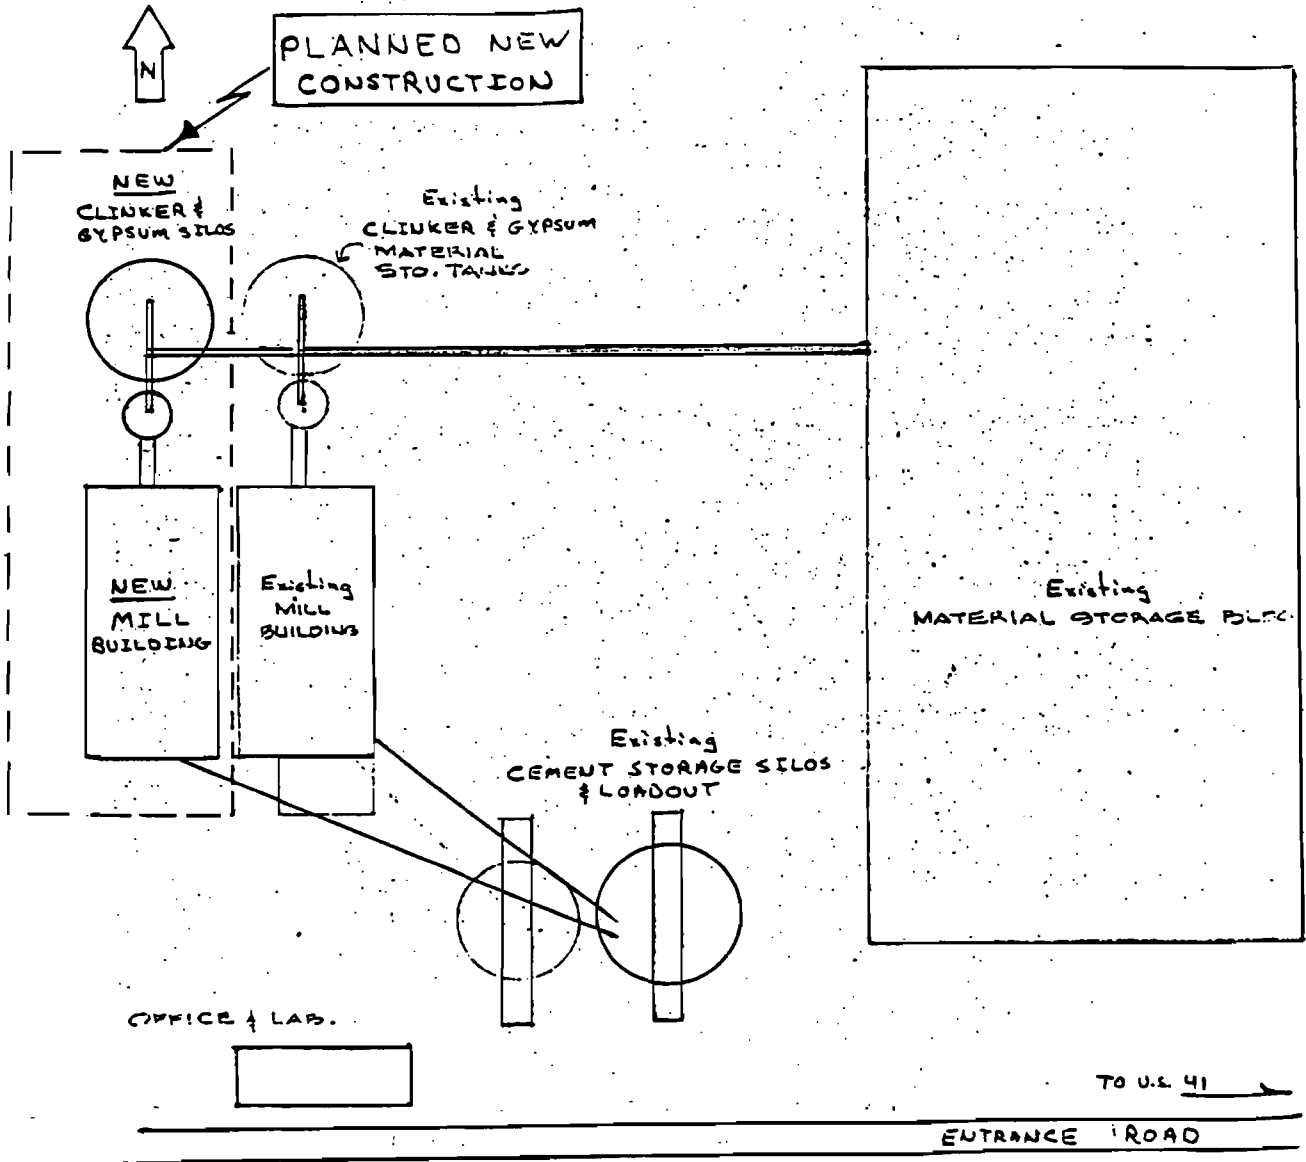 N
PLANNED NEW
CONSTRUCTION
NEW
CLINKER &
GYPSUM SILOS
Existing
CLINKER & GYPSUM
MATERIAL
STO. TANKS
NEW
MILL
BUILDING
Existing
MILL
BUILDING
Existing
MATERIAL STORAGE BLDG.
Existing
CEMENT STORAGE SILOS
& LOADOUT
OFFICE & LAB.
TO U.S. 41
ENTRANCE ROAD